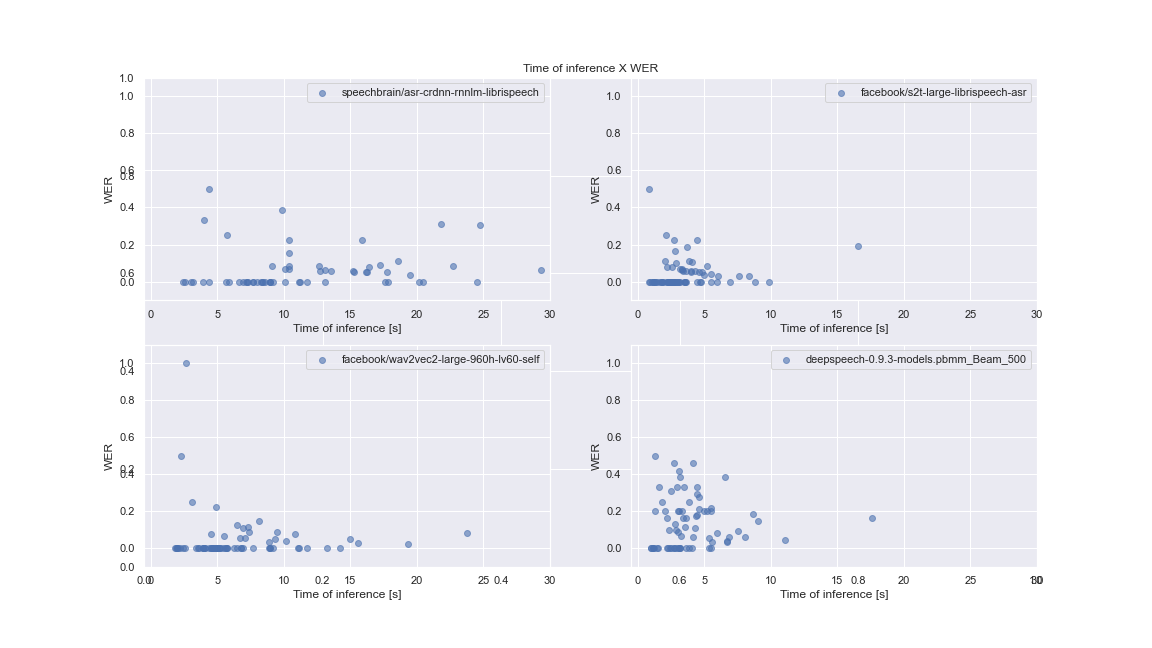 Time of inference X WER
1.0
1.0
0.8
0.6
0.8
0.4
0.2
0.6
0.0
WER
speechbrain/asr-crdnn-rnnlm-librispeech
0 5 10 15 20 25 30
Time of inference [s]
1.0
0.8
0.6
0.4
0.2
0.0
WER
facebook/s2t-large-librispeech-asr
0 5 10 15 20 25 30
Time of inference [s]
1.0
0.4
0.8
0.6
0.2
0.4
0.2
0.0
0.0
WER
facebook/wav2vec2-large-960h-lv60-self
0.0 0 5 10 0.2 15 20 0.4 25 30
Time of inference [s]
1.0
0.8
0.6
0.4
0.2
0.0
WER
deepspeech-0.9.3-models.pbmm_Beam_500
0 0.6 5 10 15 0.8 20 25 30 1.0
Time of inference [s]